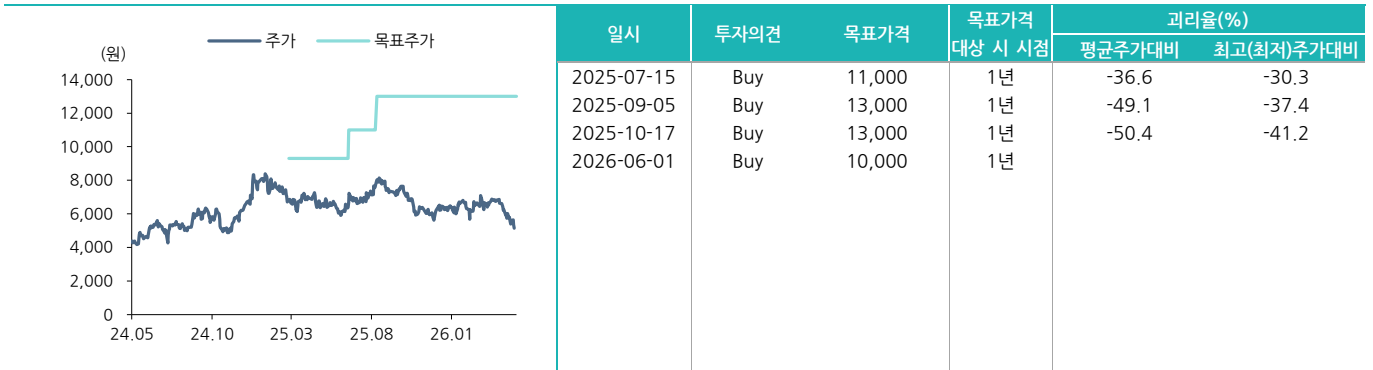 주가 목표주가
(원)
14,000
12,000
10,000
8,000
6,000
4,000
2,000
0
24.05 24.10 25.03 25.08 26.01
일시 투자의견 목표가격 목표가격 대상 시 시점 괴리율(%)
평균주가대비 최고(최저)주가대비
2025-07-15 Buy 11,000 1년 -36.6 -30.3
2025-09-05 Buy 13,000 1년 -49.1 -37.4
2025-10-17 Buy 13,000 1년 -50.4 -41.2
2026-06-01 Buy 10,000 1년